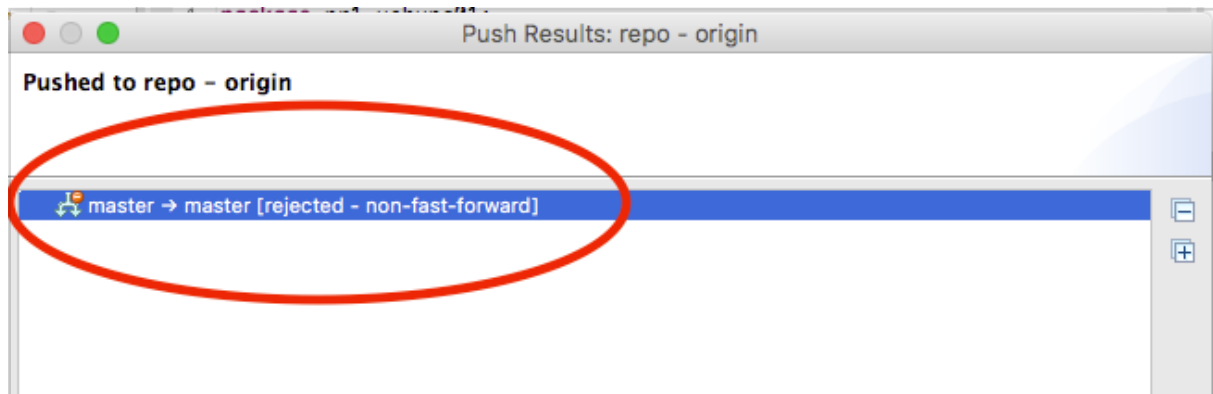 Push Results: repo - origin
Pushed to repo - origin
master → master [rejected - non-fast-forward]